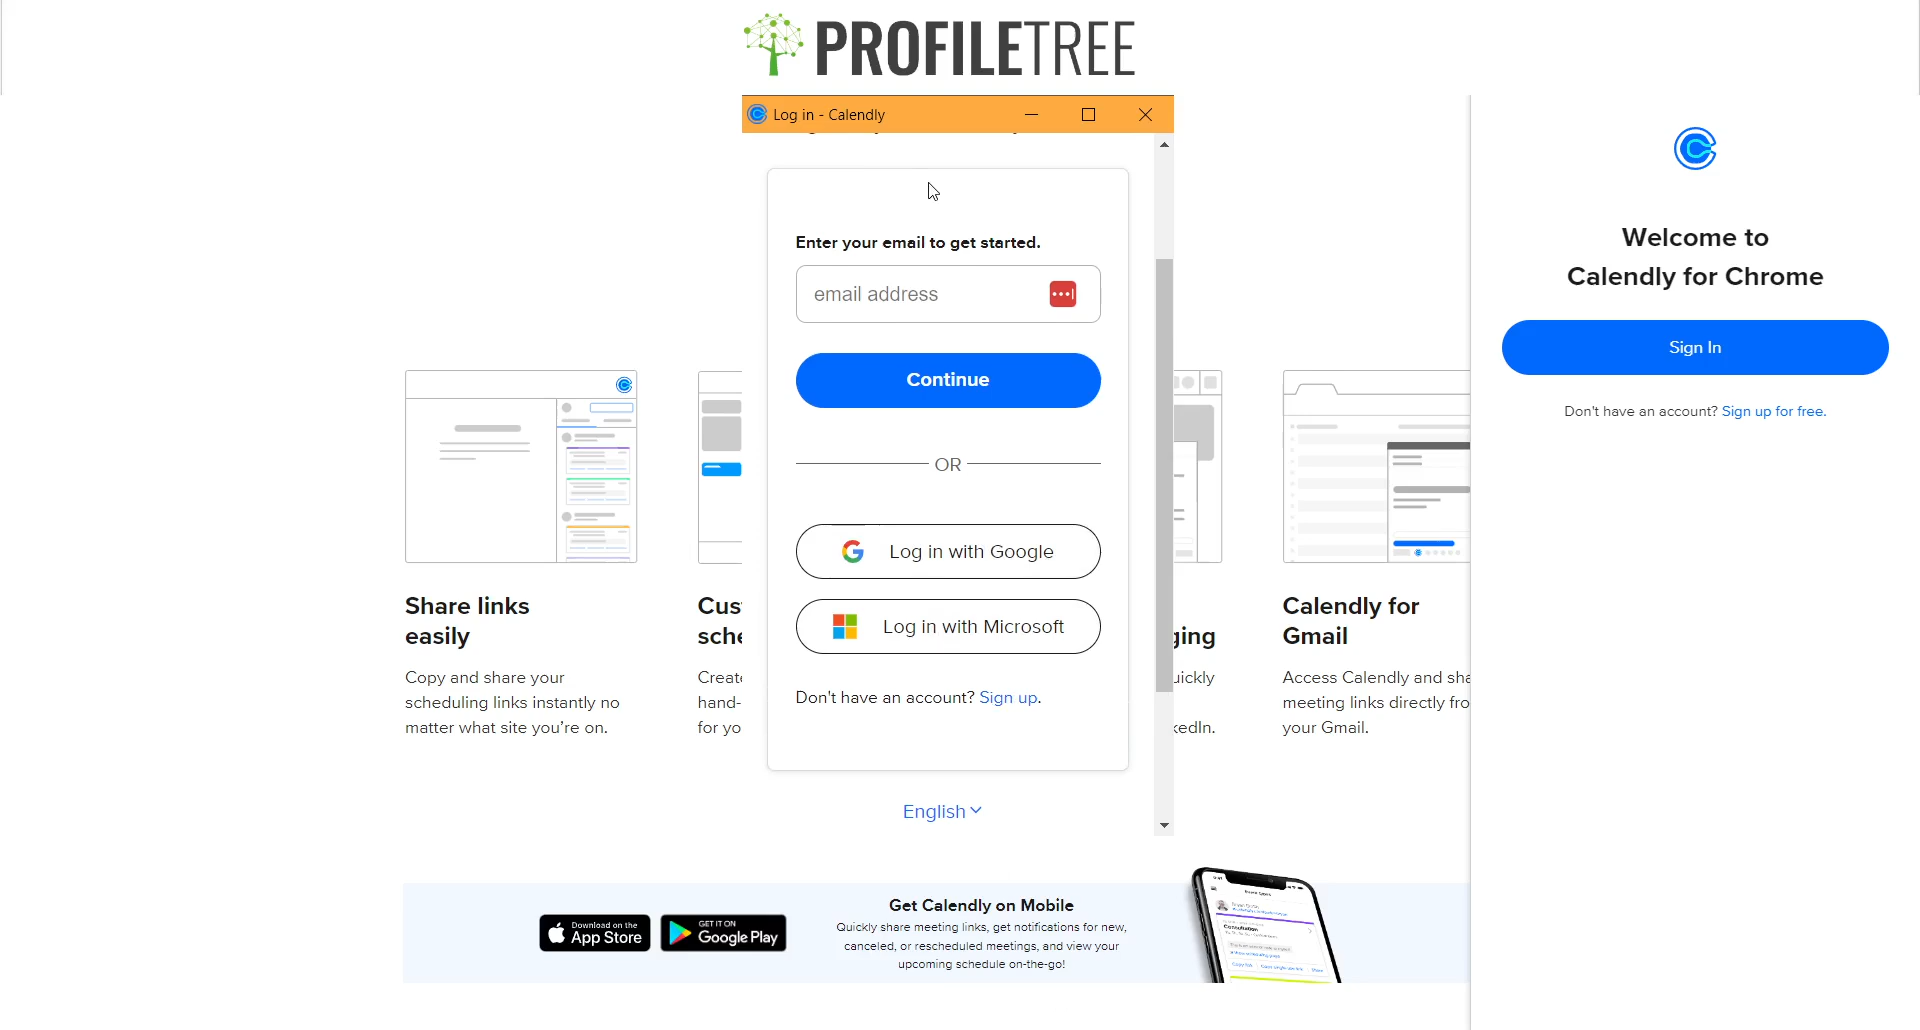 PROFILETREE
Log in - Calendly
Enter your email to get started.
email address
Continue
OR
Log in with Google
Log in with Microsoft
Don't have an account? Sign up.
English
Welcome to
Calendly for Chrome
Sign In
Don't have an account? Sign up for free.
Share links
easily
Copy and share your
scheduling links instantly no
matter what site you’re on.
Cus
sche
Create
hand-
for yo
ging
uickly
kedIn.
Calendly for
Gmail
Access Calendly and sha
meeting links directly fro
your Gmail.
Download on the
App Store
GET IT ON
Google Play
Get Calendly on Mobile
Quickly share meeting links, get notifications for new,
canceled, or rescheduled meetings, and view your
upcoming schedule on-the-go!
Consultation